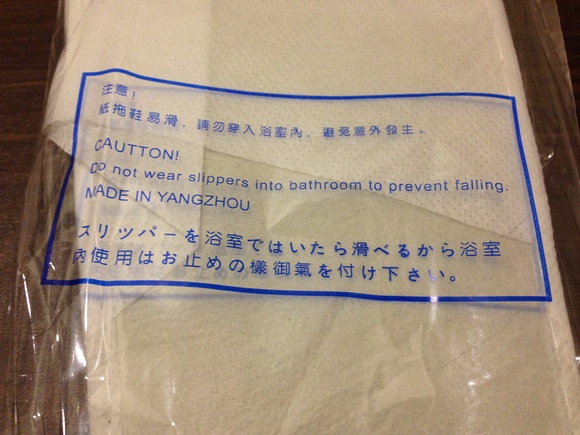 注意!
紙拖鞋易滑、請勿穿入浴室內、避免意外發生。
CAUTTON!
Do not wear slippers into bathroom to prevent falling.
MADE IN YANGZHOU
スリツパーを浴室ではいたら滑べるから浴室
內使用はお止めの樣御氣を付け下さい。